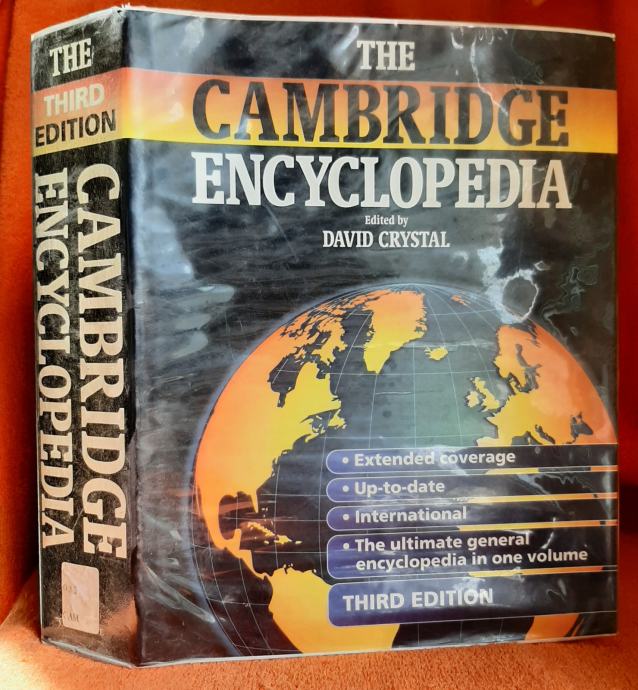 THE
THIRD
EDITION
CAMBRIDGE
ENCYCLOPEDIA
THE
CAMBRIDGE
ENCYCLOPEDIA
Edited by
DAVID CRYSTAL
• Extended coverage
• Up-to-date
• International
• The ultimate general
encyclopedia in one volume
THIRD EDITION